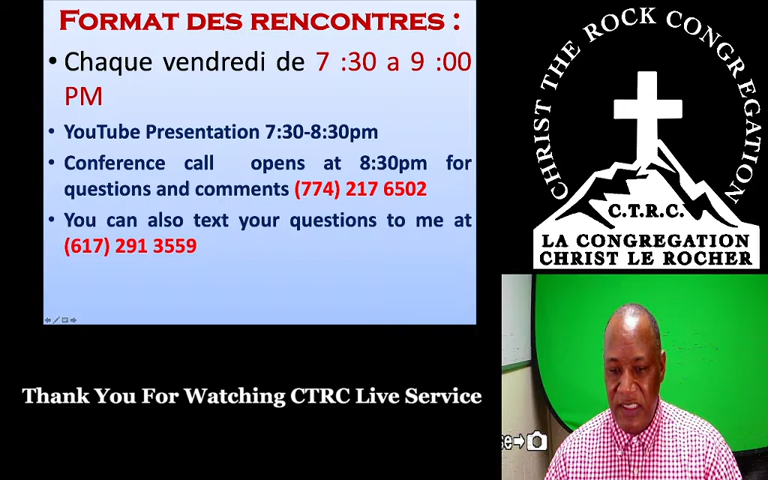 FORMAT DES RENCONTRES :
• Chaque vendredi de 7 :30 a 9 :00
PM
• YouTube Presentation 7:30-8:30pm
• Conference call opens at 8:30pm for
questions and comments (774) 217 6502
• You can also text your questions to me at
(617) 291 3559
CHRIST THE ROCK CONGREGATION
C.T.R.C.
LA CONGREGATION
CHRIST LE ROCHER
Thank You For Watching CTRC Live Service